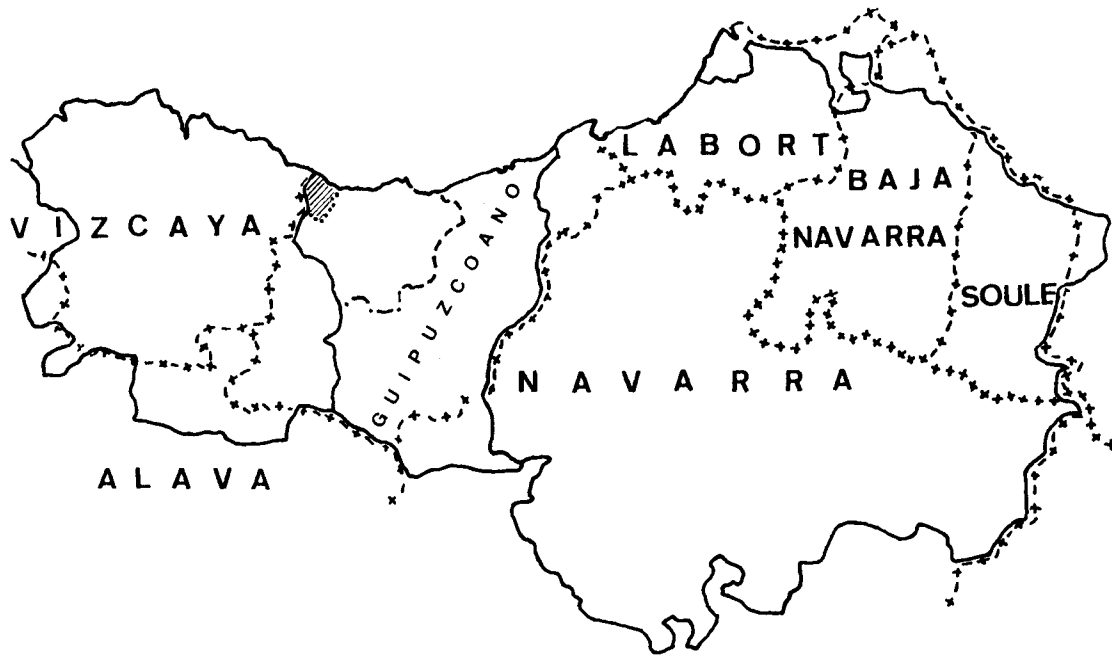 LABORT
BAJA
NAVARRA
VIZCAYA
GUIPUZCOANO
SOULE
NAVARRA
ALAVA